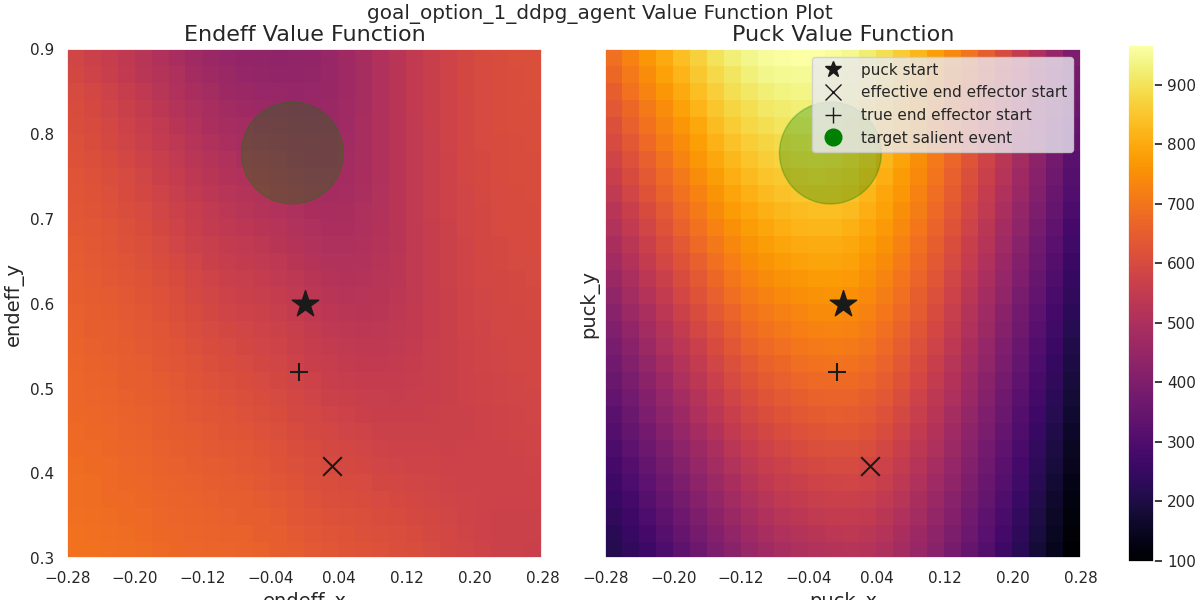 goal_option_1_ddpg_agent Value Function Plot
Endeff Value Function
Puck Value Function
puck start
effective end effector start
true end effector start
target salient event
endeff_y
0.9
0.8
0.7
0.6
0.5
0.4
0.3
−0.28 −0.20 −0.12 −0.04 0.04 0.12 0.20 0.28
endeff_x
puck_y
−0.28 −0.20 −0.12 −0.04 0.04 0.12 0.20 0.28
puck_x
900
800
700
600
500
400
300
200
100